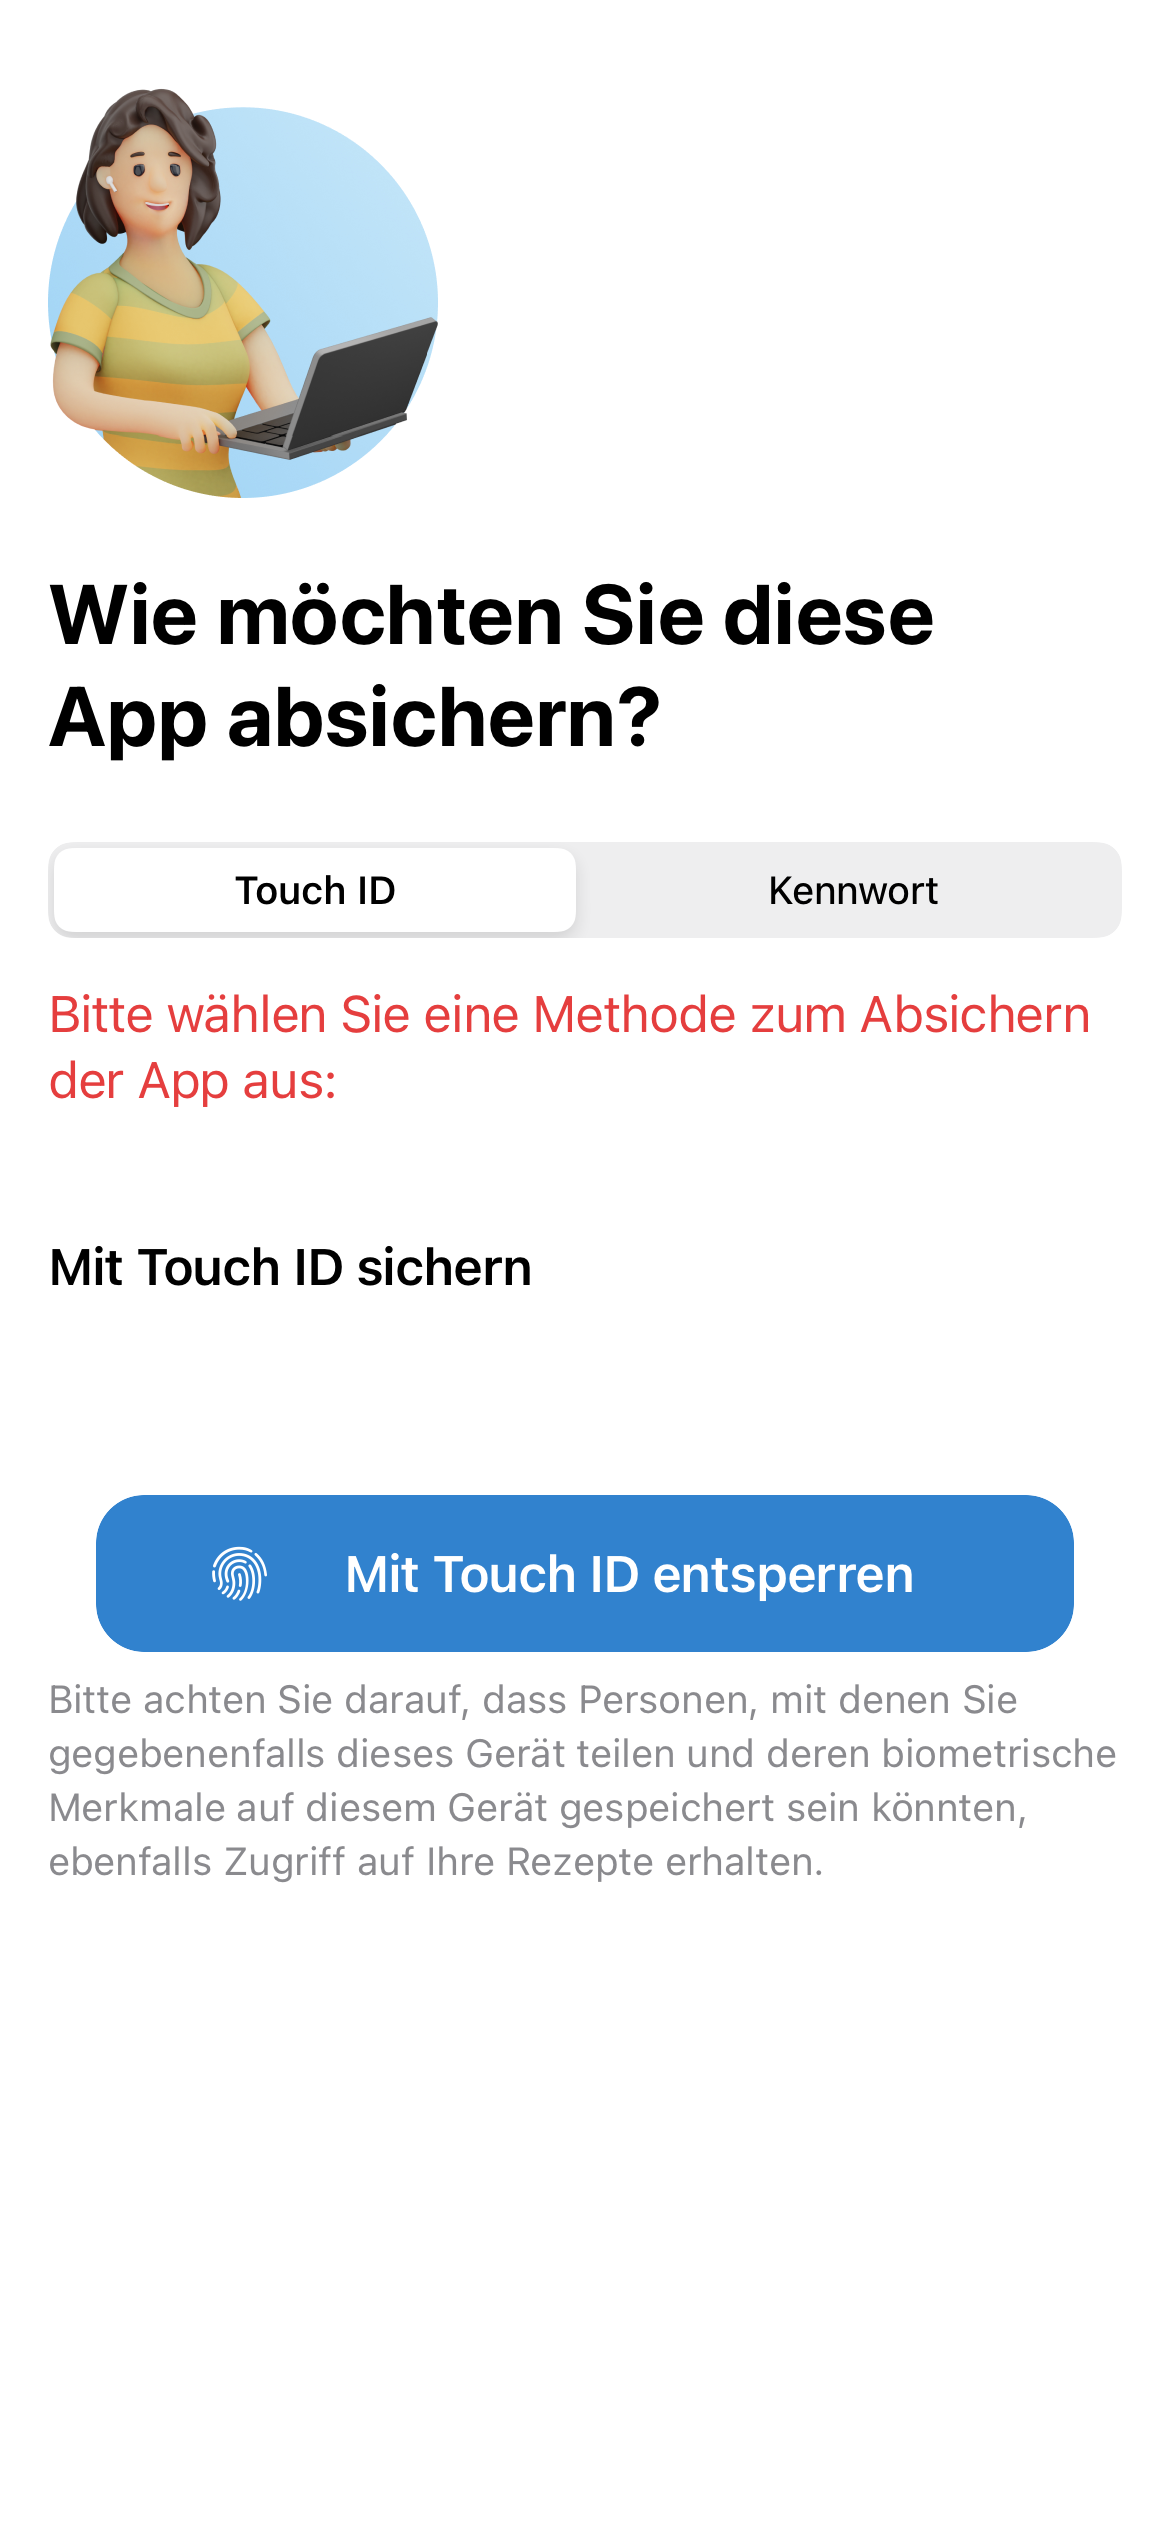 Wie möchten Sie diese
App absichern?
Touch ID
Kennwort
Bitte wählen Sie eine Methode zum Absichern
der App aus:
Mit Touch ID sichern
Mit Touch ID entsperren
Bitte achten Sie darauf, dass Personen, mit denen Sie
gegebenenfalls dieses Gerät teilen und deren biometrische
Merkmale auf diesem Gerät gespeichert sein könnten,
ebenfalls Zugriff auf Ihre Rezepte erhalten.